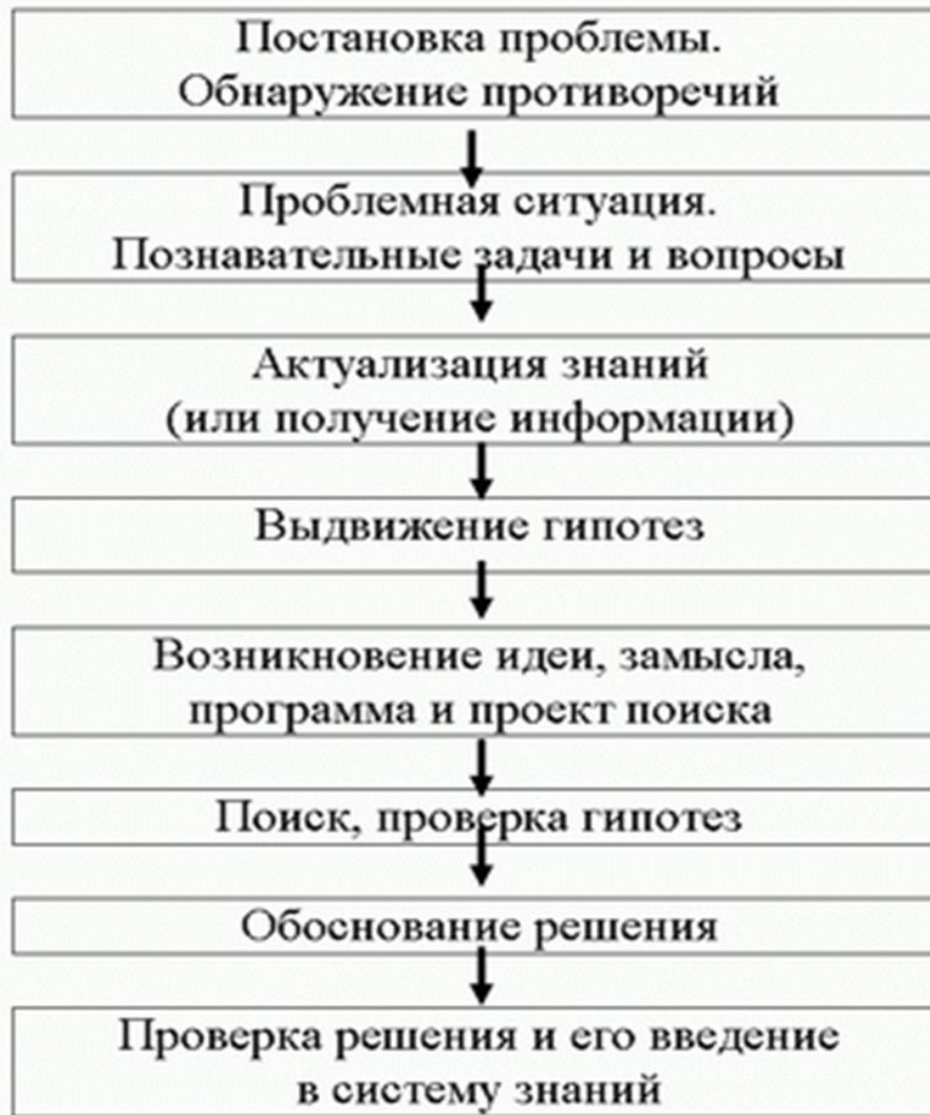 Постановка проблемы.
Обнаружение противоречий
Проблемная ситуация.
Познавательные задачи и вопросы
Актуализация знаний
(или получение информации)
Выдвижение гипотез
Возникновение идеи, замысла,
программа и проект поиска
Поиск, проверка гипотез
Обоснование решения
Проверка решения и его введение
в систему знаний